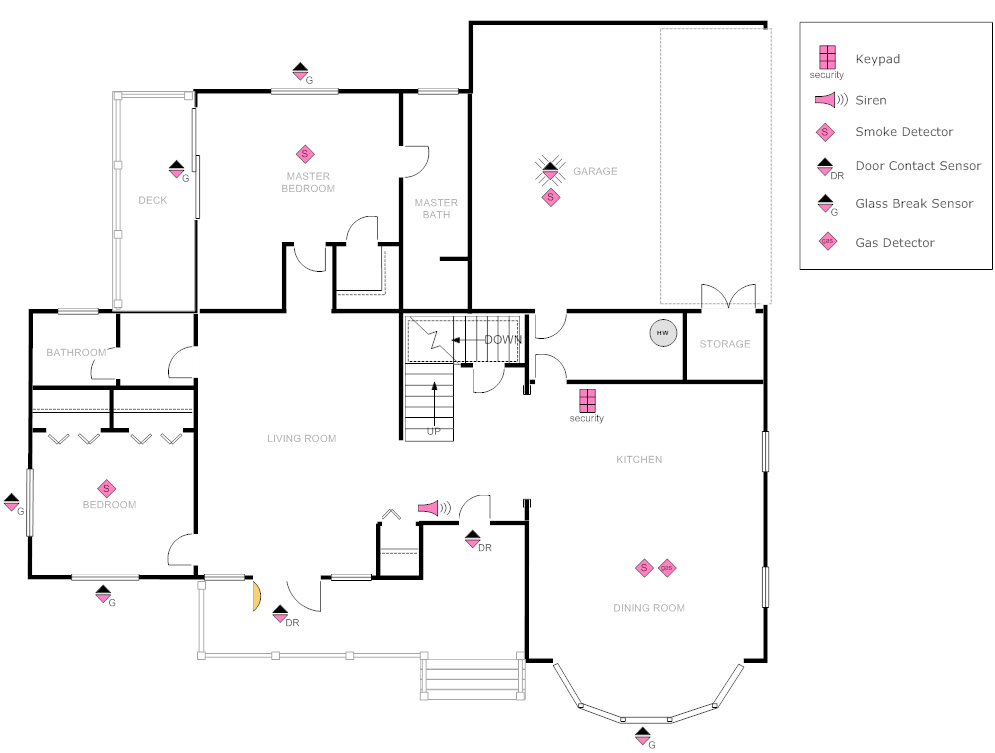 G
G
S
MASTER
BEDROOM
DECK
MASTER
BATH
GARAGE
S
security
Keypad
Siren
S
Smoke Detector
DR
Door Contact Sensor
G
Glass Break Sensor
gas
Gas Detector
BATHROOM
DOWN
HW
STORAGE
UP
security
LIVING ROOM
KITCHEN
S
BEDROOM
G
DR
S
gas
G
DR
DINING ROOM
G